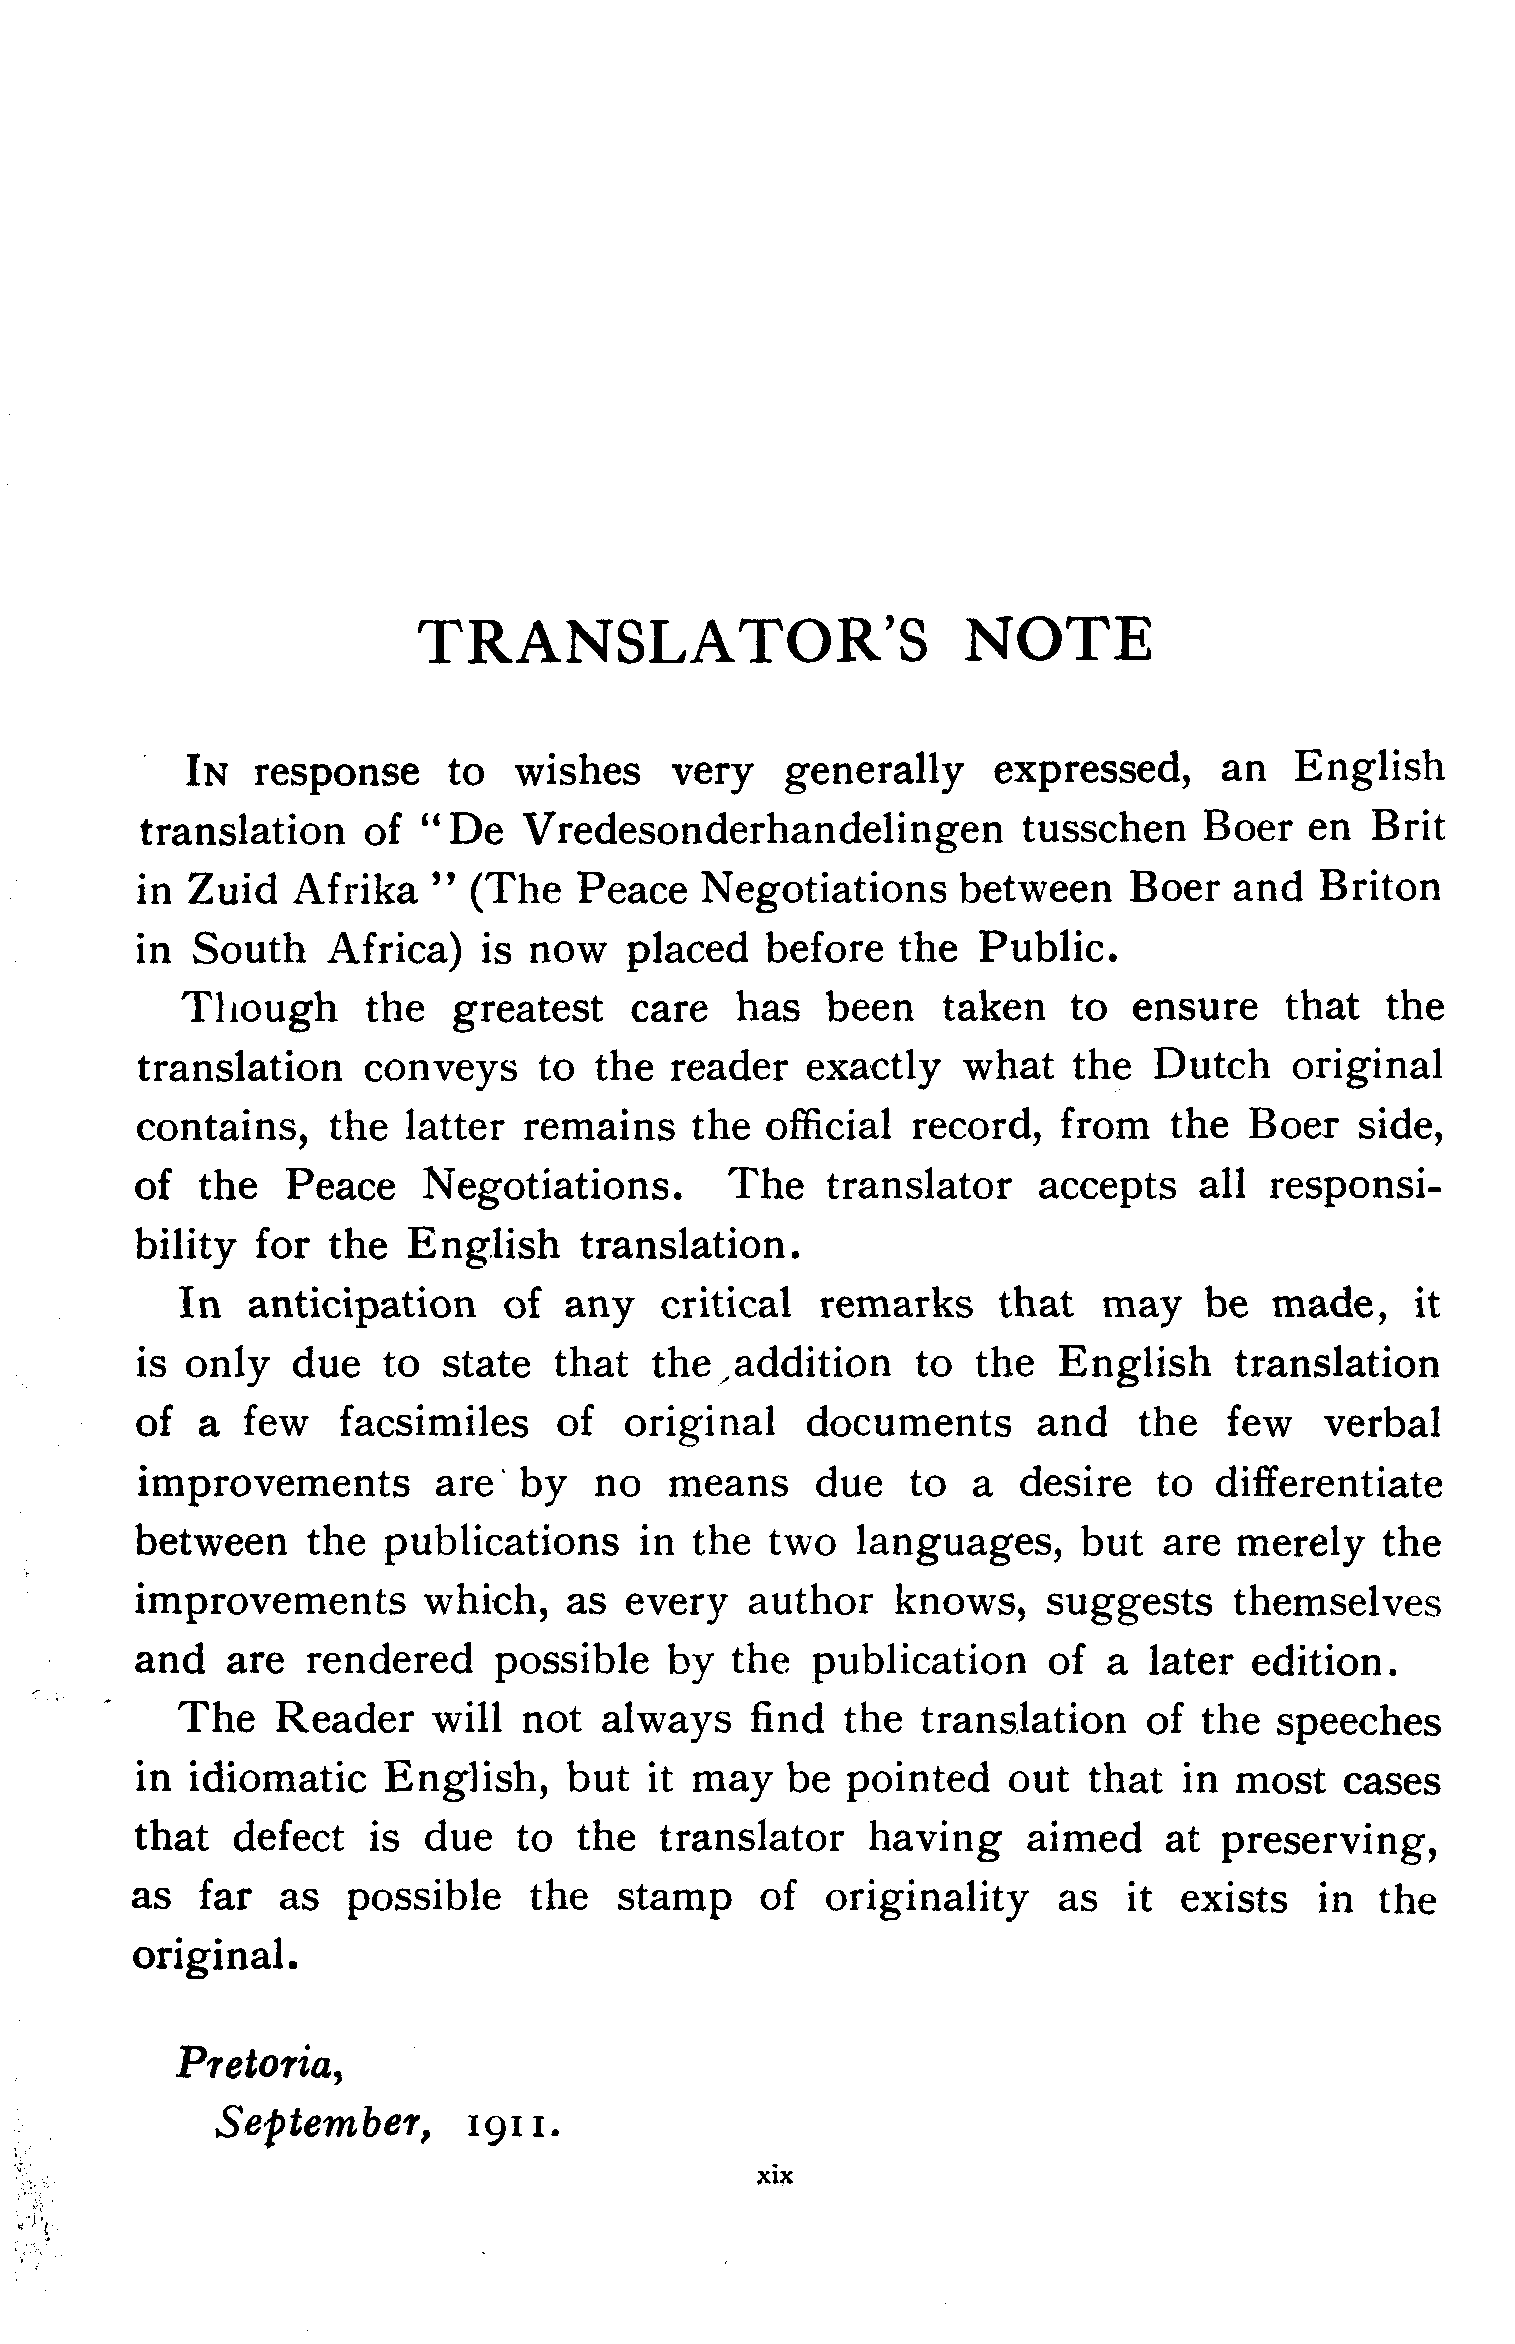 TRANSLATOR'S NOTE
IN response to wishes very generally expressed, an English
translation of “De Vredesonderhandelingen tusschen Boer en Brit
in Zuid Afrika” (The Peace Negotiations between Boer and Briton
in South Africa) is now placed before the Public.
Though the greatest care has been taken to ensure that the
translation conveys to the reader exactly what the Dutch original
contains, the latter remains the official record, from the Boer side,
of the Peace Negotiations. The translator accepts all responsi-
bility for the English translation.
In anticipation of any critical remarks that may be made, it
is only due to state that the addition to the English translation
of a few facsimiles of original documents and the few verbal
improvements are by no means due to a desire to differentiate
between the publications in the two languages, but are merely the
improvements which, as every author knows, suggests themselves
and are rendered possible by the publication of a later edition.
The Reader will not always find the translation of the speeches
in idiomatic English, but it may be pointed out that in most cases
that defect is due to the translator having aimed at preserving,
as far as possible the stamp of originality as it exists in the
original.
Pretoria,
September, 1911.
xix